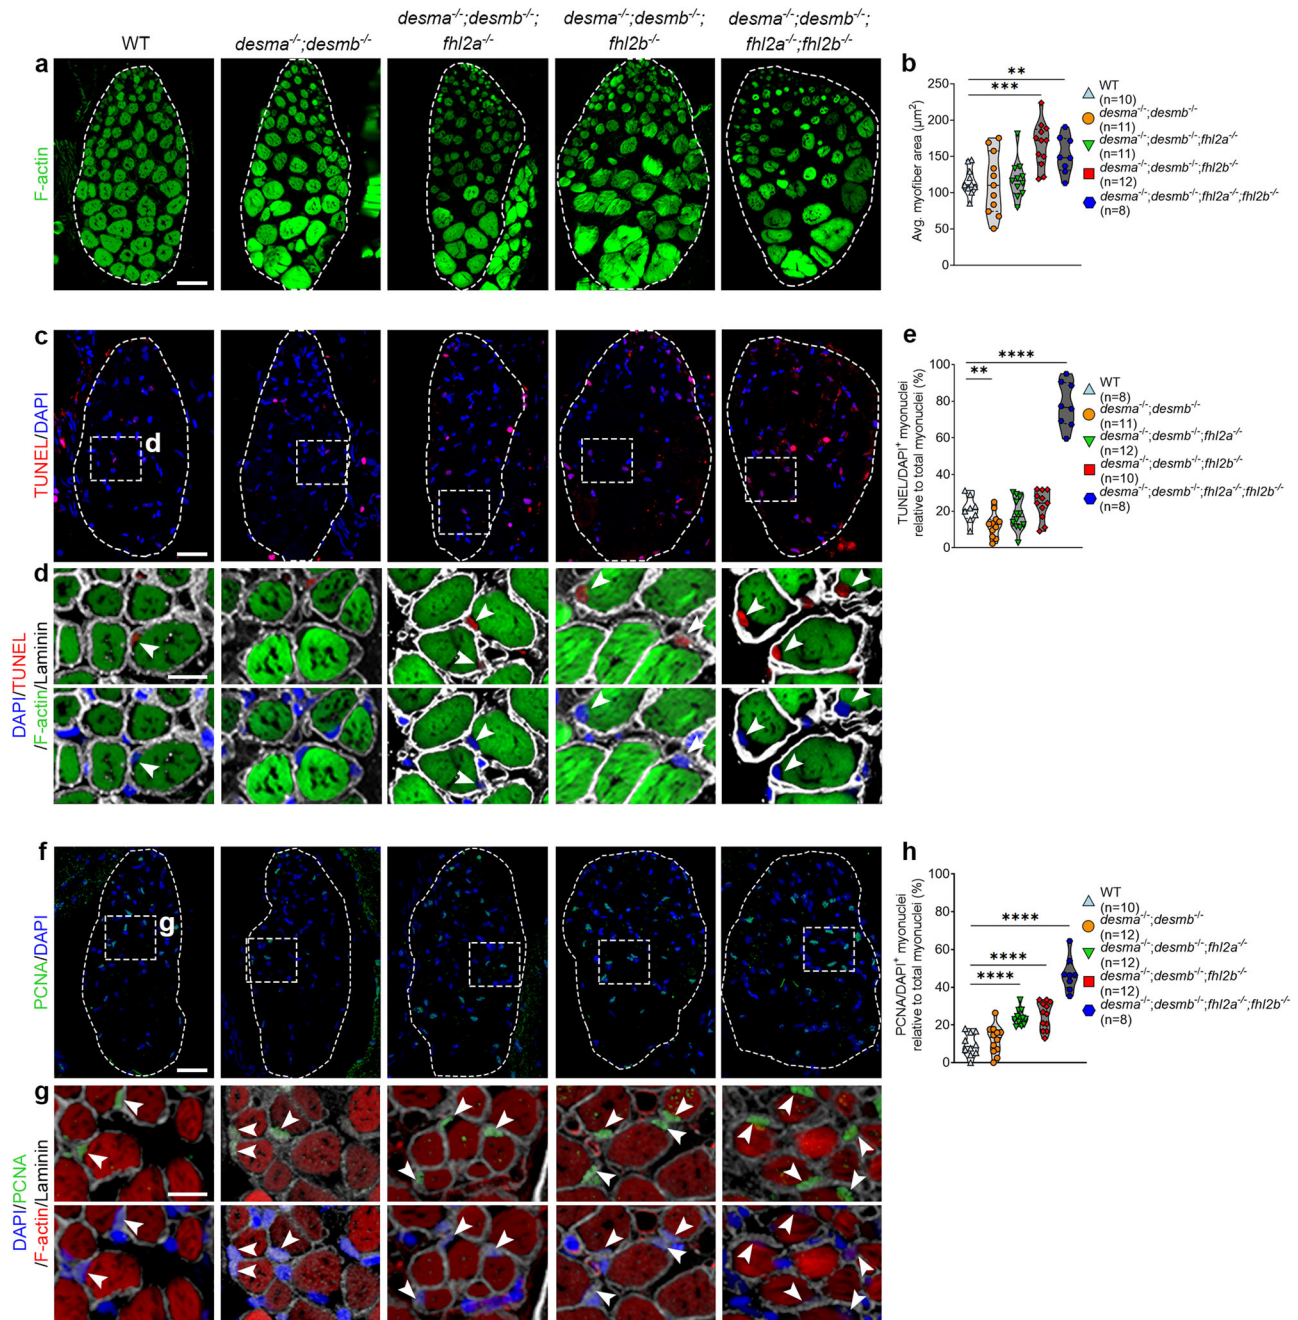 WT
desma-/-;desmb-/-
desma-/-;desmb-/-;
fhl2a-/-
desma-/-;desmb-/-;
fhl2b-/-
desma-/-;desmb-/-;
fhl2a-/-;fhl2b-/-
a
F-actin
b
Avg. myofiber area (µm²)
250
200
150
100
50
0
**
***
WT
(n=10)
desma-/-;desmb-/-
(n=11)
desma-/-;desmb-/-;fhl2a-/-
(n=11)
desma-/-;desmb-/-;fhl2b-/-
(n=12)
desma-/-;desmb-/-;fhl2a-/-;fhl2b-/-
(n=8)
c
TUNEL/DAPI
d
e
TUNEL/DAPI+ myonuclei
relative to total myonuclei (%)
100
80
60
40
20
0
****
**
WT
(n=8)
desma-/-;desmb-/-
(n=11)
desma-/-;desmb-/-;fhl2a-/-
(n=12)
desma-/-;desmb-/-;fhl2b-/-
(n=10)
desma-/-;desmb-/-;fhl2a-/-;fhl2b-/-
(n=8)
d
DAPI/TUNEL
/F-actin/Laminin
f
PCNA/DAPI
g
h
PCNA/DAPI+ myonuclei
relative to total myonuclei (%)
100
80
60
40
20
0
****
****
****
WT
(n=10)
desma-/-;desmb-/-
(n=12)
desma-/-;desmb-/-;fhl2a-/-
(n=12)
desma-/-;desmb-/-;fhl2b-/-
(n=12)
desma-/-;desmb-/-;fhl2a-/-;fhl2b-/-
(n=8)
g
DAPI/PCNA
/F-actin/Laminin